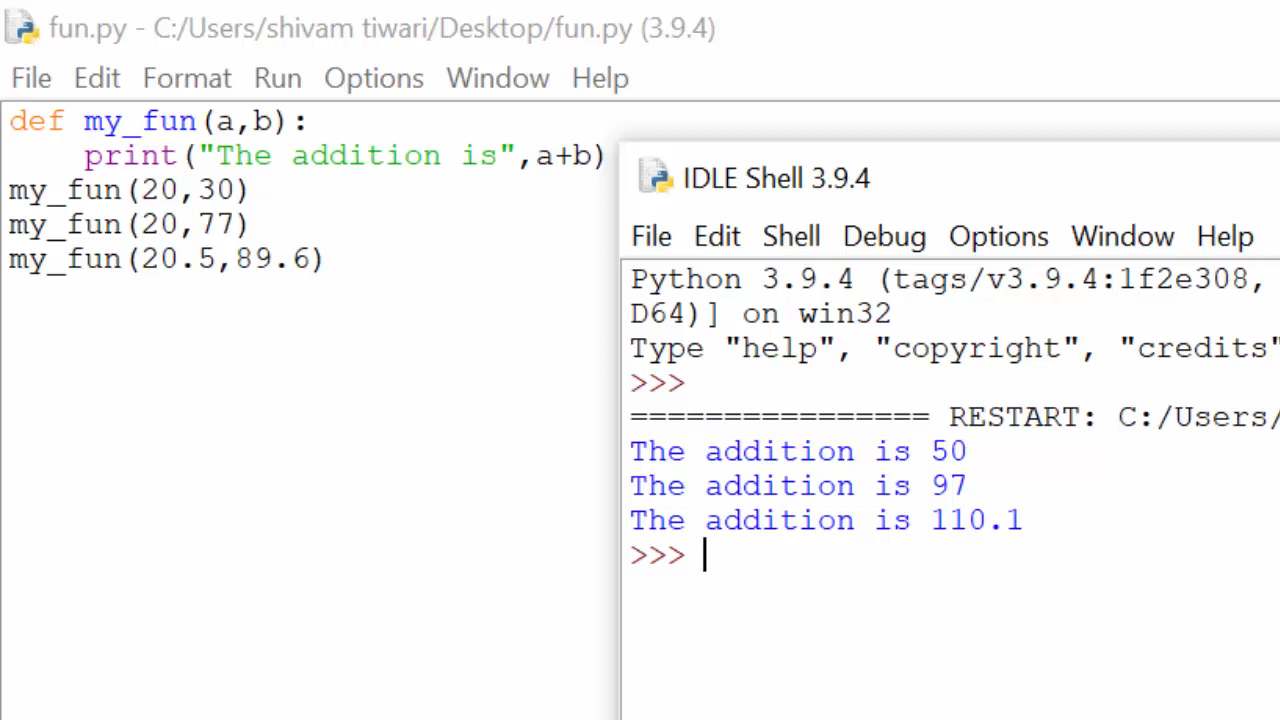 fun.py - C:/Users/shivam tiwari/Desktop/fun.py (3.9.4)
File Edit Format Run Options Window Help
def my_fun(a,b):
    print("The addition is",a+b)
my_fun(20,30)
my_fun(20,77)
my_fun(20.5,89.6)
IDLE Shell 3.9.4
File Edit Shell Debug Options Window Help
Python 3.9.4 (tags/v3.9.4:1f2e308,
D64)] on win32
Type "help", "copyright", "credits"
>>>
================ RESTART: C:/Users/
The addition is 50
The addition is 97
The addition is 110.1
>>>